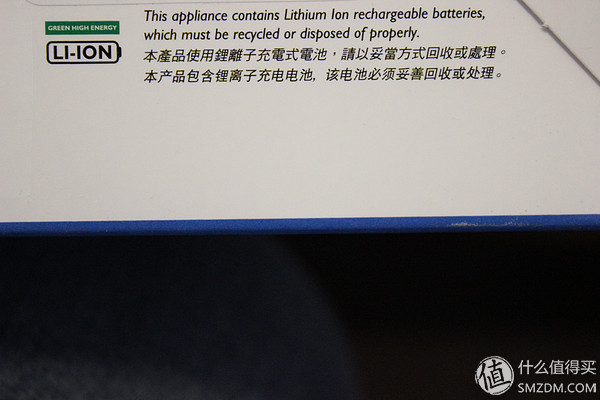 This appliance contains Lithium Ion rechargeable batteries,
which must be recycled or disposed of properly.
GREEN HIGH ENERGY
LI-ION
本產品使用鋰離子充電式電池，請以妥當方式回收或處理。
本产品包含锂离子充电电池, 该电池必须妥善回收或处理。
值 什么值得买
SMZDM.COM